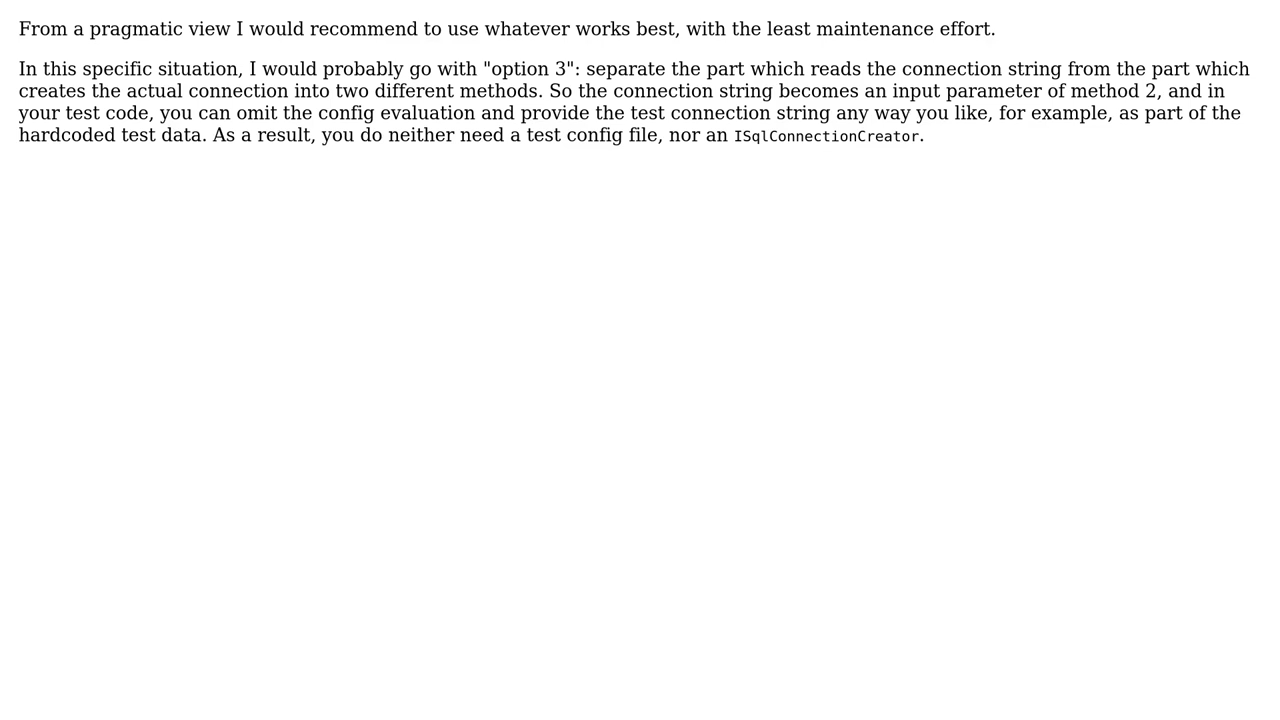 From a pragmatic view I would recommend to use whatever works best, with the least maintenance effort.
In this specific situation, I would probably go with "option 3": separate the part which reads the connection string from the part which
creates the actual connection into two different methods. So the connection string becomes an input parameter of method 2, and in
your test code, you can omit the config evaluation and provide the test connection string any way you like, for example, as part of the
hardcoded test data. As a result, you do neither need a test config file, nor an ISqlConnectionCreator.